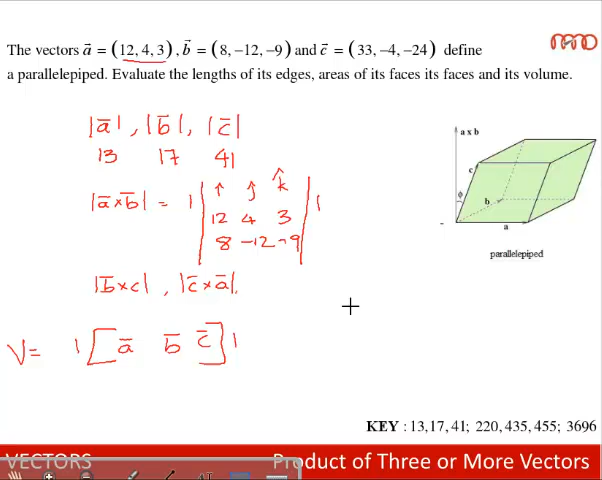 The vectors a⃗ = (12, 4, 3), b⃗ = (8, −12, −9) and c⃗ = (33, −4, −24) define
a parallelepiped. Evaluate the lengths of its edges, areas of its faces its faces and its volume.
|a̅|, |b̅|, |c̅|
13 17 41
|a̅×b̅| = | | î ĵ k̂ | |
12 4 3
8 −12 −9
|b̅×c|, |c̅×a̅|,
V= | [a̅ b̅ c̅] |
a x b
c
ϕ
b
a
parallelepiped
KEY : 13,17,41; 220,435,455; 3696
VECTORS
Product of Three or More Vectors